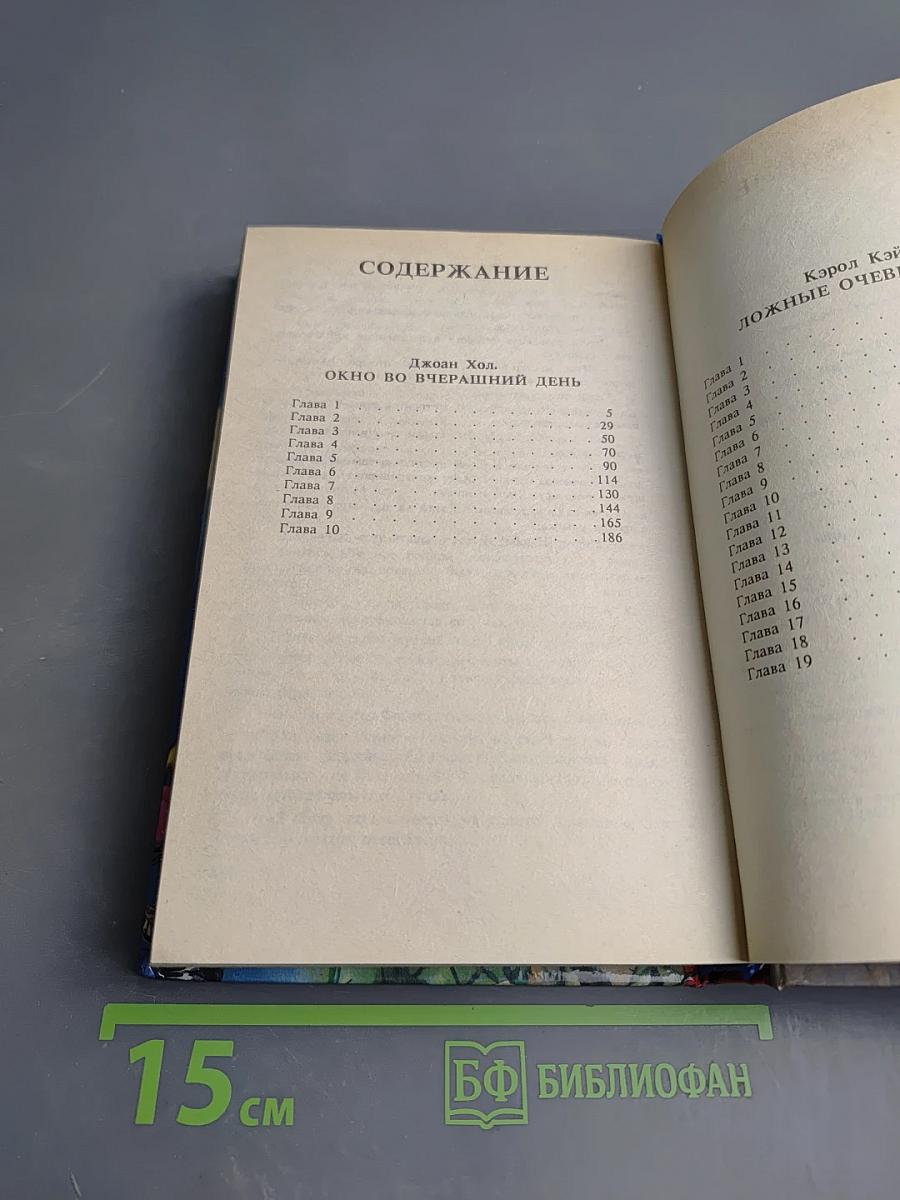 СОДЕРЖАНИЕ
Джоан Хол.
ОКНО ВО ВЧЕРАШНИЙ ДЕНЬ
Глава 1 . . . . . . . . . . . . . . . . . 5
Глава 2 . . . . . . . . . . . . . . . . . 29
Глава 3 . . . . . . . . . . . . . . . . . 50
Глава 4 . . . . . . . . . . . . . . . . . 70
Глава 5 . . . . . . . . . . . . . . . . . 90
Глава 6 . . . . . . . . . . . . . . . . . 114
Глава 7 . . . . . . . . . . . . . . . . . 130
Глава 8 . . . . . . . . . . . . . . . . . 144
Глава 9 . . . . . . . . . . . . . . . . . 165
Глава 10 . . . . . . . . . . . . . . . . . 186
Кэрол Кэй
ЛОЖНЫЕ ОЧЕВ
Глава 1
Глава 2
Глава 3
Глава 4
Глава 5
Глава 6
Глава 7
Глава 8
Глава 9
Глава 10
Глава 11
Глава 12
Глава 13
Глава 14
Глава 15
Глава 16
Глава 17
Глава 18
Глава 19
15 см
БФ БИБЛИОФАН